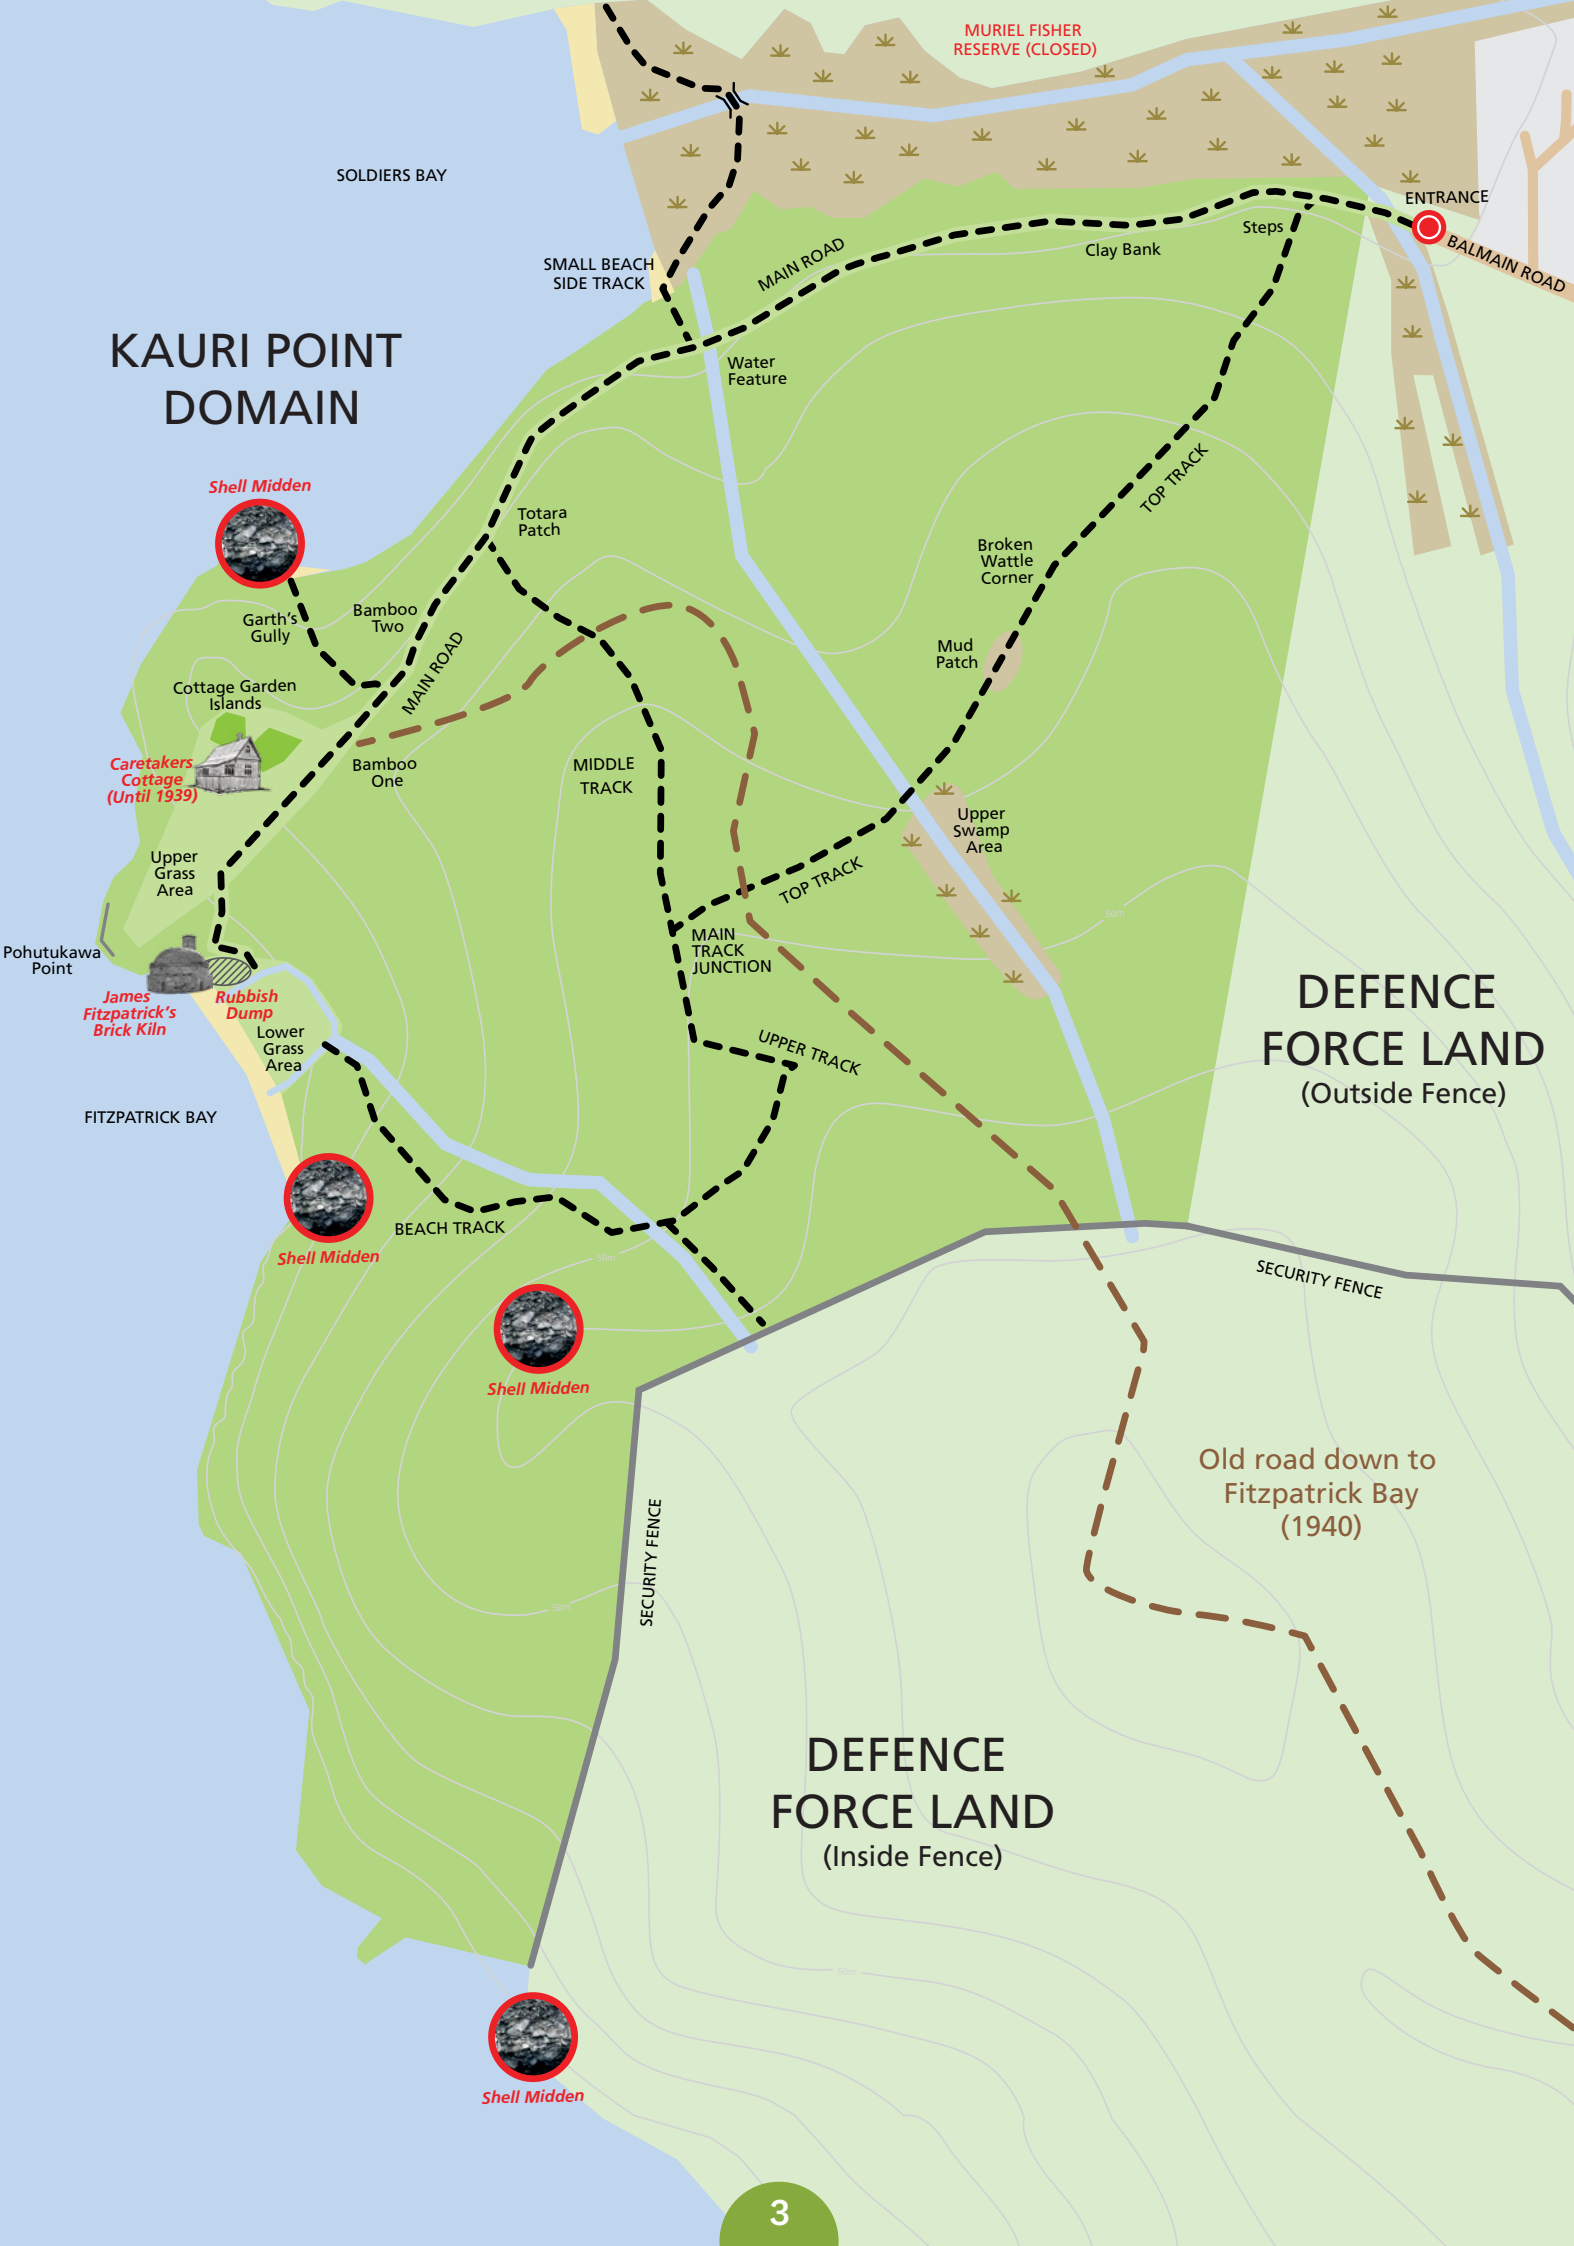 MURIEL FISHER
RESERVE (CLOSED)
SOLDIERS BAY
ENTRANCE
BALMAIN ROAD
Steps
Clay Bank
MAIN ROAD
SMALL BEACH
SIDE TRACK
KAURI POINT
DOMAIN
Water
Feature
TOP TRACK
Shell Midden
Totara
Patch
Broken
Wattle
Corner
Garth's
Gully
Bamboo
Two
MAIN ROAD
Mud
Patch
Cottage Garden
Islands
Caretakers
Cottage
(Until 1939)
Bamboo
One
MIDDLE
TRACK
Upper
Swamp
Area
TOP TRACK
Upper
Grass
Area
50m
MAIN
TRACK
JUNCTION
Pohutukawa
Point
James
Fitzpatrick's
Brick Kiln
Rubbish
Dump
Lower
Grass
Area
UPPER TRACK
DEFENCE
FORCE LAND
(Outside Fence)
FITZPATRICK BAY
BEACH TRACK
Shell Midden
50m
SECURITY FENCE
Shell Midden
Old road down to
Fitzpatrick Bay
(1940)
SECURITY FENCE
50m
DEFENCE
FORCE LAND
(Inside Fence)
50m
Shell Midden
3